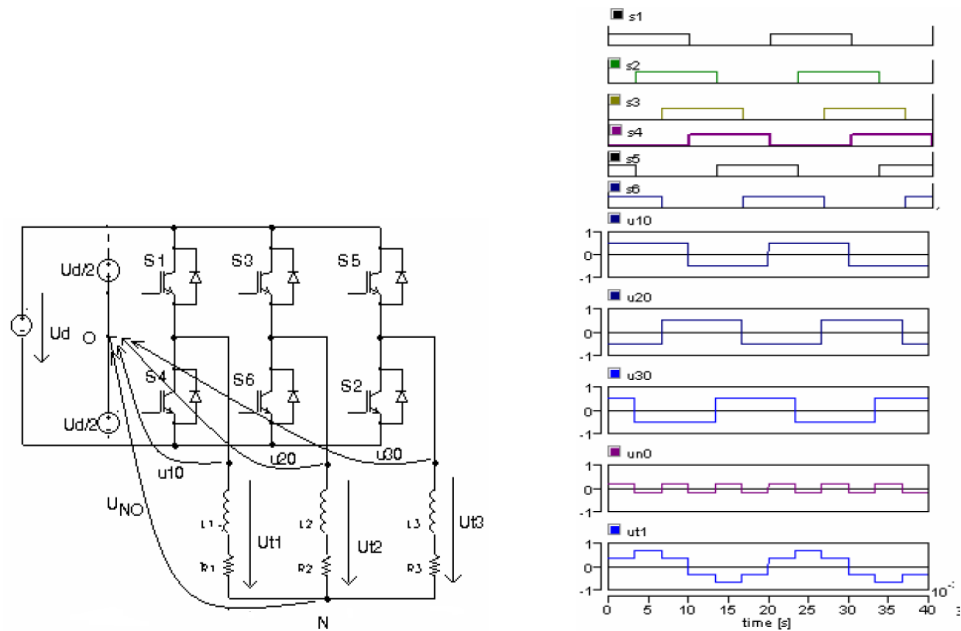 Ud/2
Ud
O
Ud/2
S1
S3
S5
S4
S6
S2
u10
u20
u30
UNO
L1
L2
L3
Ut1
Ut2
Ut3
R1
R2
R3
N
s1
s2
s3
s4
s5
s6
u10
1
0
-1
u20
1
0
-1
u30
1
0
-1
un0
1
0
-1
ut1
1
0
-1
0 5 10 15 20 25 30 35 40
time [s]